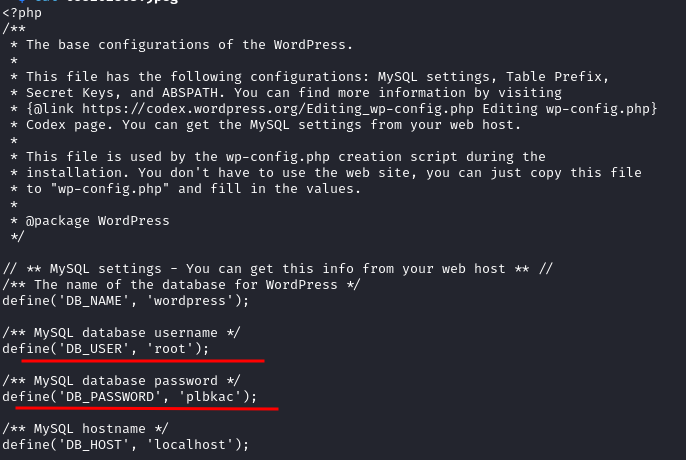 <?php
/**
 * The base configurations of the WordPress.
 *
 * This file has the following configurations: MySQL settings, Table Prefix,
 * Secret Keys, and ABSPATH. You can find more information by visiting
 * {@link https://codex.wordpress.org/Editing_wp-config.php Editing wp-config.php}
 * Codex page. You can get the MySQL settings from your web host.
 *
 * This file is used by the wp-config.php creation script during the
 * installation. You don't have to use the web site, you can just copy this file
 * to "wp-config.php" and fill in the values.
 *
 * @package WordPress
 */
// ** MySQL settings - You can get this info from your web host ** //
/** The name of the database for WordPress */
define('DB_NAME', 'wordpress');
/** MySQL database username */
define('DB_USER', 'root');
/** MySQL database password */
define('DB_PASSWORD', 'plbkac');
/** MySQL hostname */
define('DB_HOST', 'localhost');